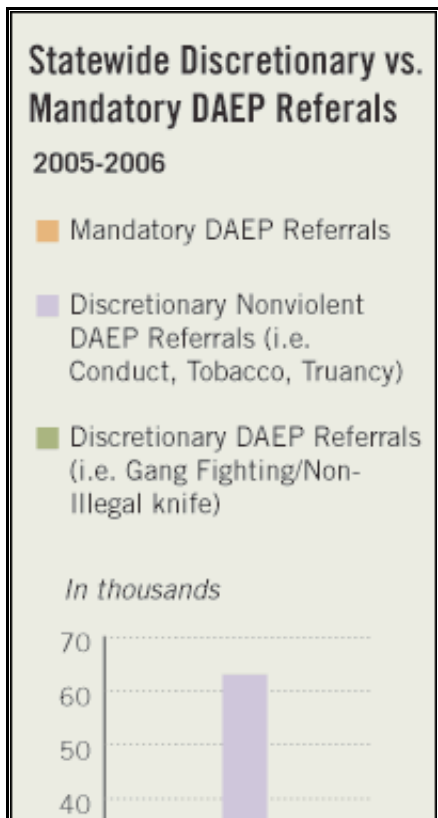 Statewide Discretionary vs.
Mandatory DAEP Referals
2005-2006
Mandatory DAEP Referrals
Discretionary Nonviolent
DAEP Referrals (i.e.
Conduct, Tobacco, Truancy)
Discretionary DAEP Referrals
(i.e. Gang Fighting/Non-
Illegal knife)
In thousands
70
60
50
40